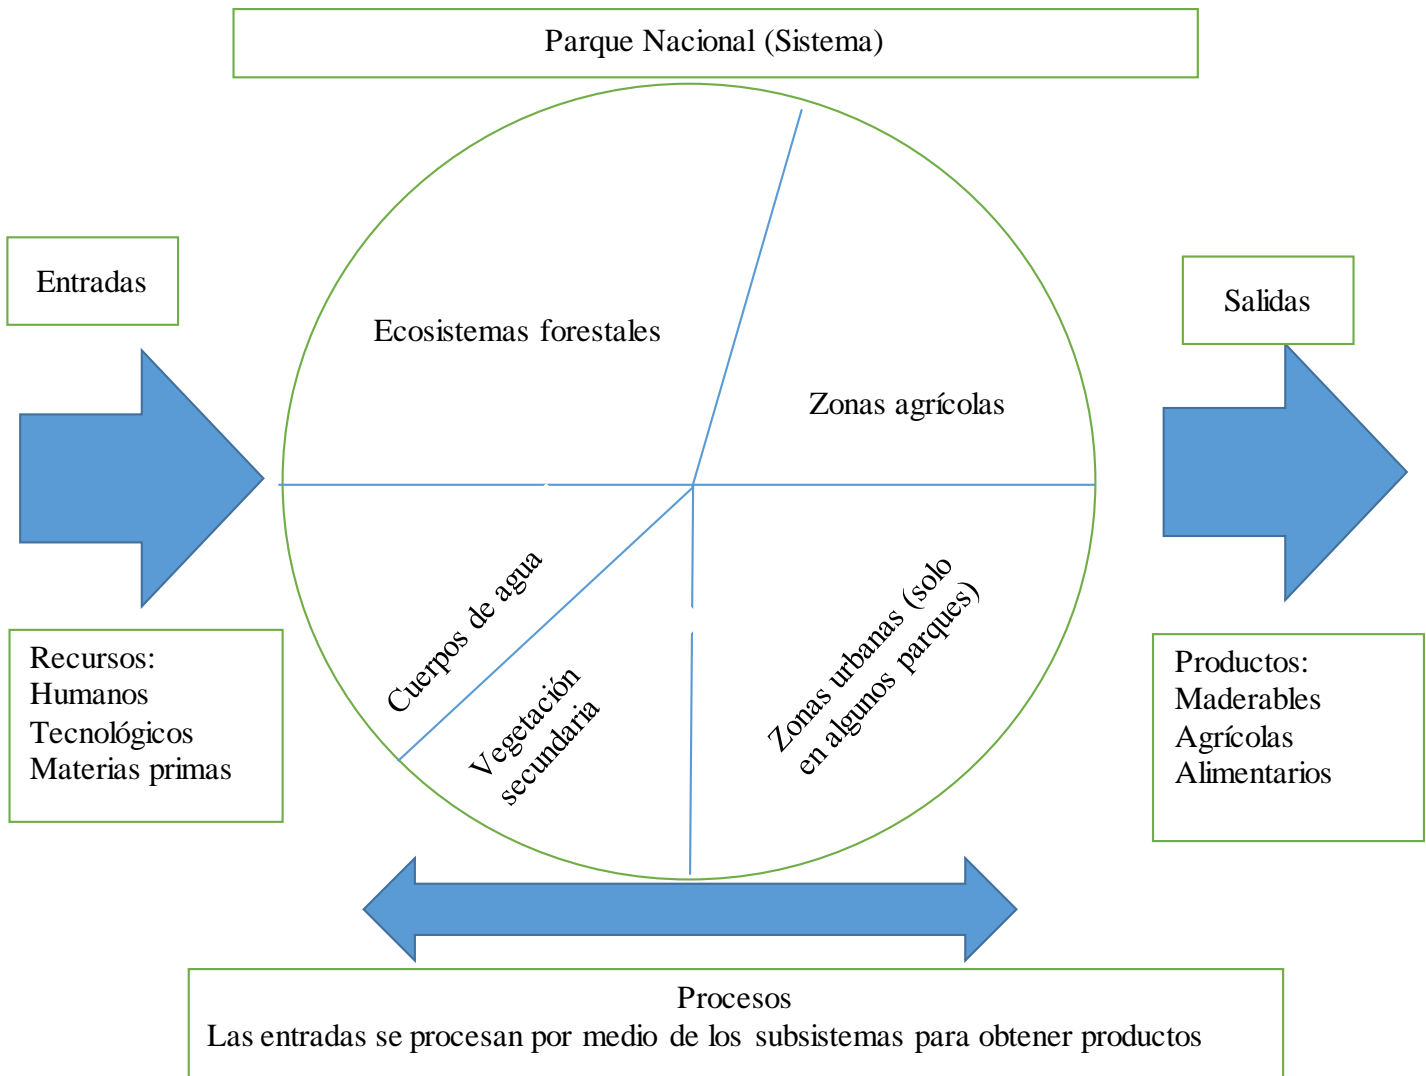 Parque Nacional (Sistema)
Entradas
Salidas
Ecosistemas forestales
Zonas agrícolas
Cuerpos de agua
Vegetación
secundaria
Zonas urbanas (solo
en algunos parques)
Recursos:
Humanos
Tecnológicos
Materias primas
Productos:
Maderables
Agrícolas
Alimentarios
Procesos
Las entradas se procesan por medio de los subsistemas para obtener productos